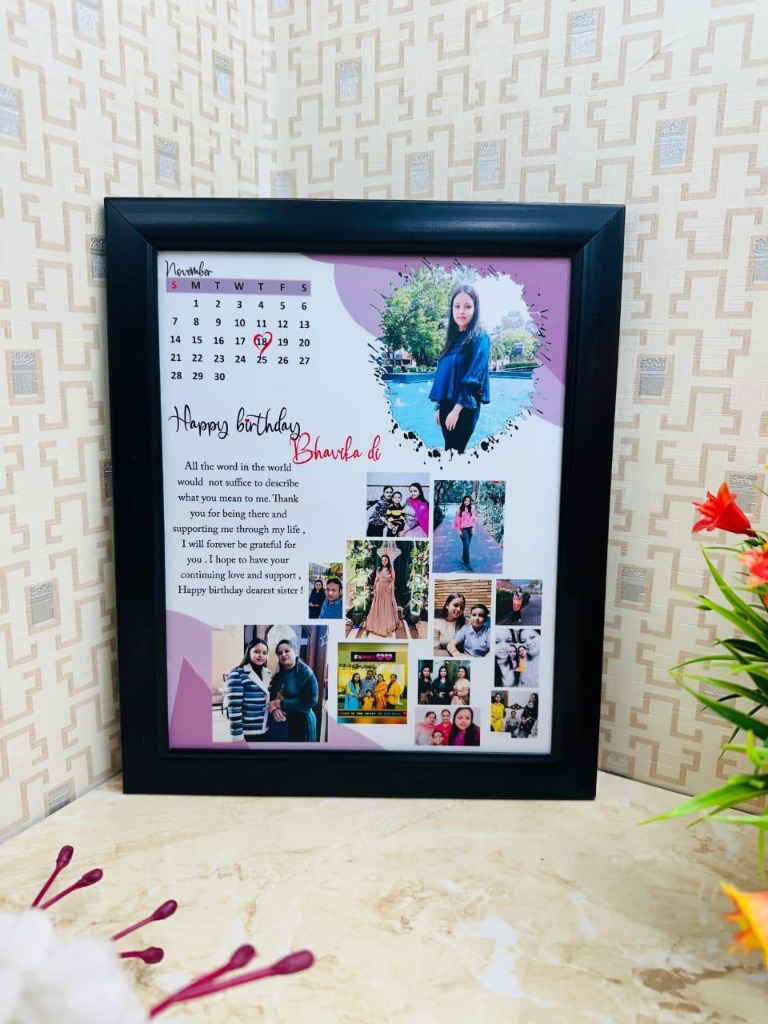 November
S M T W T F S
1 2 3 4 5 6
7 8 9 10 11 12 13
14 15 16 17 18 19 20
21 22 23 24 25 26 27
28 29 30
Happy birthday
Bhavika di
All the word in the world
would not suffice to describe
what you mean to me. Thank
you for being there and
supporting me through my life ,
I will forever be grateful for
you . I hope to have your
continuing love and support ,
Happy birthday dearest sister !
FAMILY